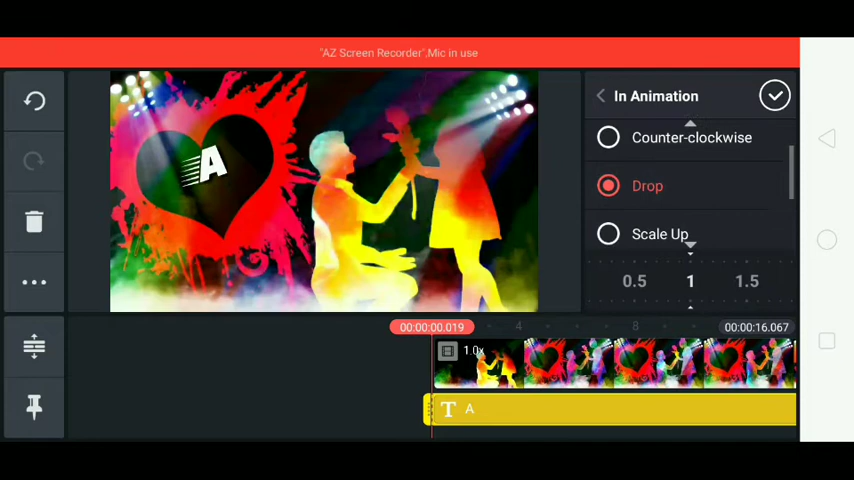 "AZ Screen Recorder".Mic in use
In Animation
Counter-clockwise
Drop
Scale Up
0.5 1 1.5
A
00:00:00.019 4 8 00:00:16.067
1.0x
T A